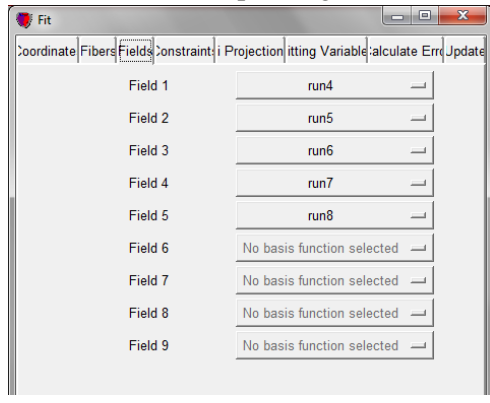 Fit
Coordinate Fibers Fields Constraint: i Projection itting Variable :alculate Erro Update
Field 1 run4
Field 2 run5
Field 3 run6
Field 4 run7
Field 5 run8
Field 6 No basis function selected
Field 7 No basis function selected
Field 8 No basis function selected
Field 9 No basis function selected